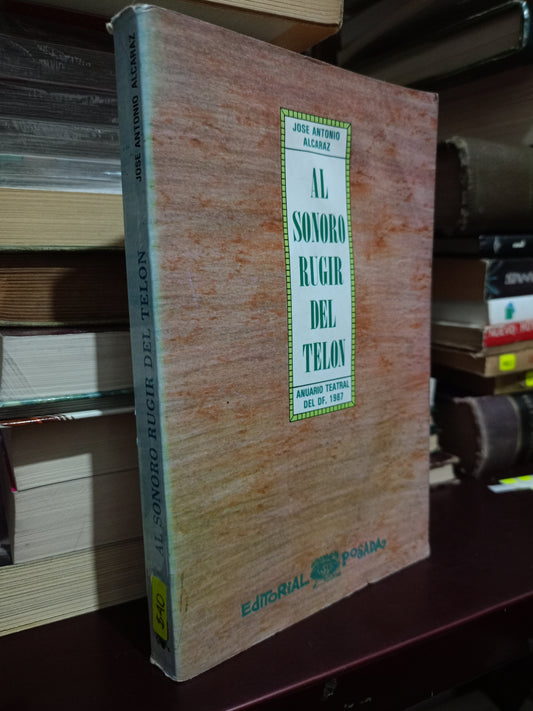 JOSE ANTONIO ALCARAZ
AL SONORO RUGIR DEL TELON
$40
JOSE ANTONIO
ALCARAZ
AL
SONORO
RUGIR
DEL
TELON
ANUARIO TEATRAL
DEL DF. 1987
EDITORIAL POSADA